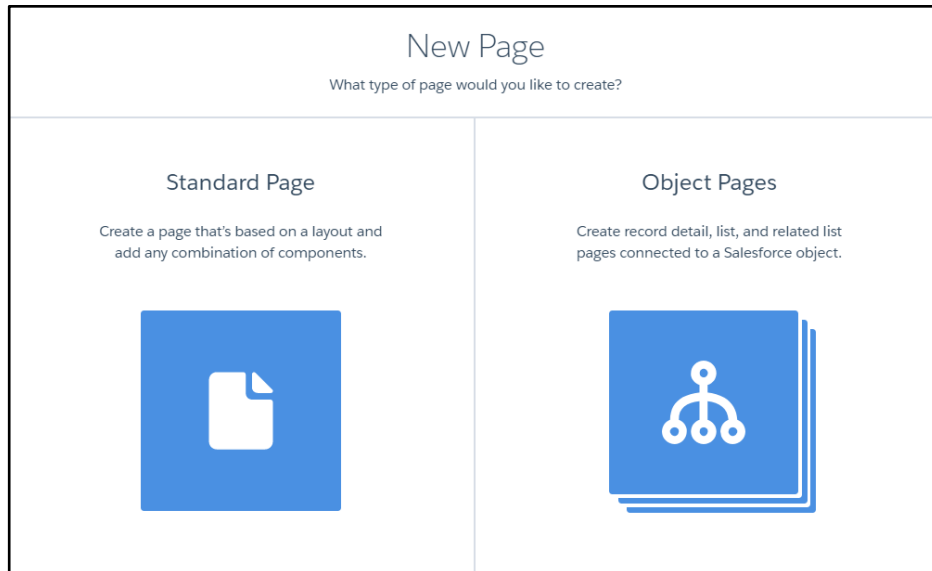 New Page
What type of page would you like to create?
Standard Page
Create a page that's based on a layout and
add any combination of components.
Object Pages
Create record detail, list, and related list
pages connected to a Salesforce object.